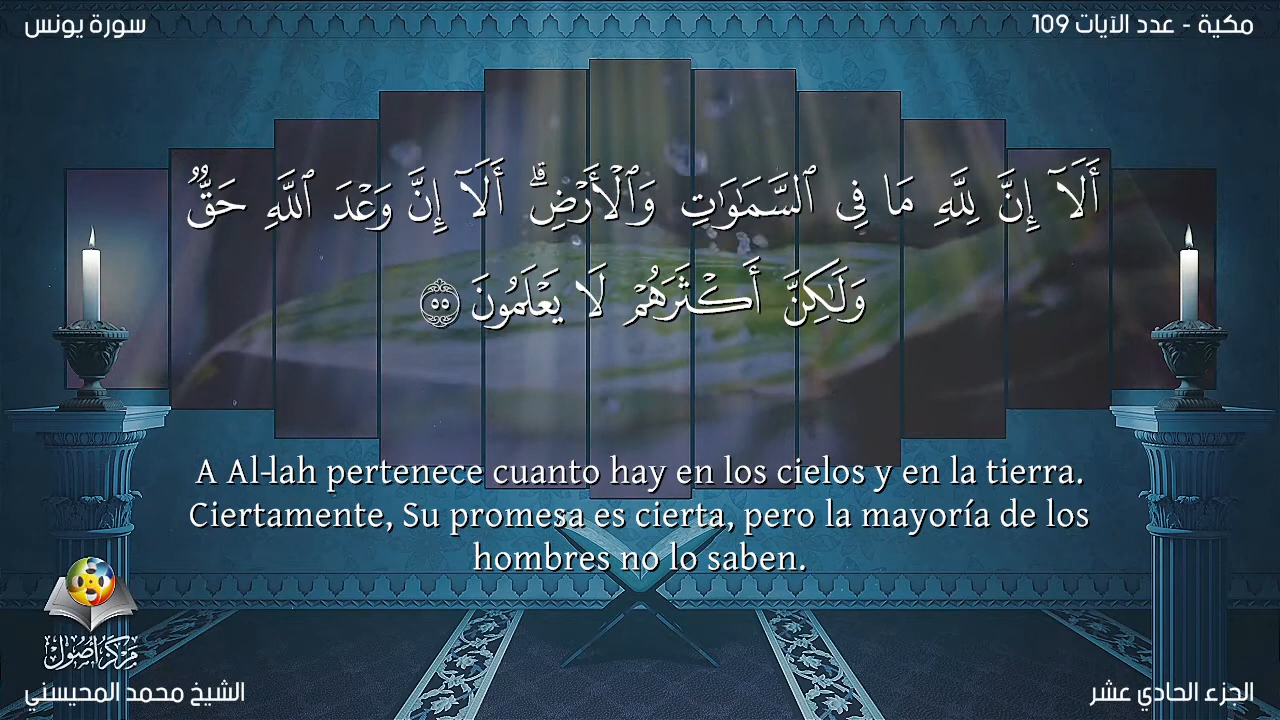 مكية - عدد الآيات 109
سورة يونس
أَلَآ إِنَّ لِلَّهِ مَا فِى ٱلسَّمَٰوَٰتِ وَٱلْأَرْضِ ۗ أَلَآ إِنَّ وَعْدَ ٱللَّهِ حَقٌّ
وَلَٰكِنَّ أَكْثَرَهُمْ لَا يَعْلَمُونَ ٥٥
A Al-lah pertenece cuanto hay en los cielos y en la tierra.
Ciertamente, Su promesa es cierta, pero la mayoría de los
hombres no lo saben.
مركز أصول
الجزء الحادي عشر
الشيخ محمد المحيسني